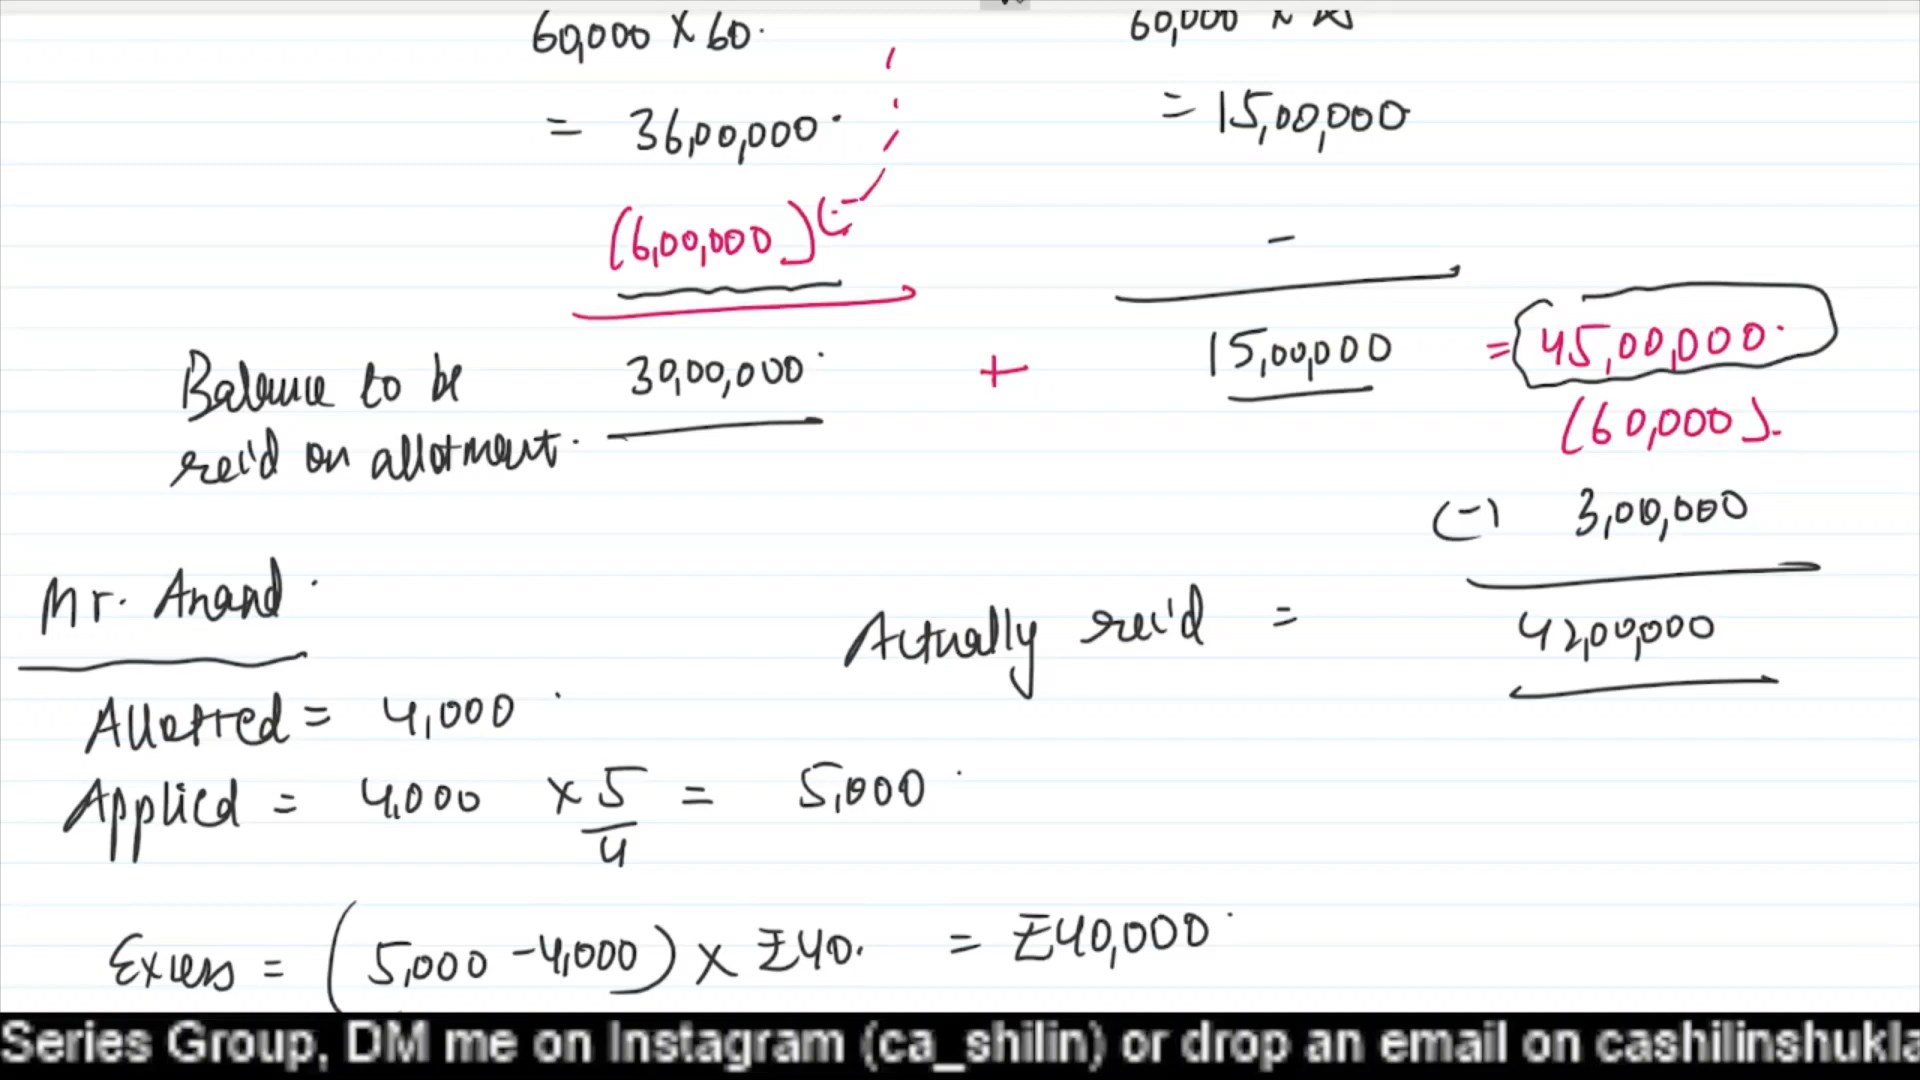 60,000 X 60.
60,000 X
= 36,00,000.
= 15,00,000
(6,00,000) (-
-
Balance to be rec'd on allotment. 30,00,000. + 15,00,000 = 45,00,000.
(60,000).
(-) 3,00,000
Mr. Anand.
Actually rec'd = 42,00,000
Allotted = 4,000.
Applied = 4,000 x 5/4 = 5,000.
Excess = (5,000 - 4,000) x ₹40. = ₹40,000.
Series Group, DM me on Instagram (ca_shilin) or drop an email on cashilinshukla